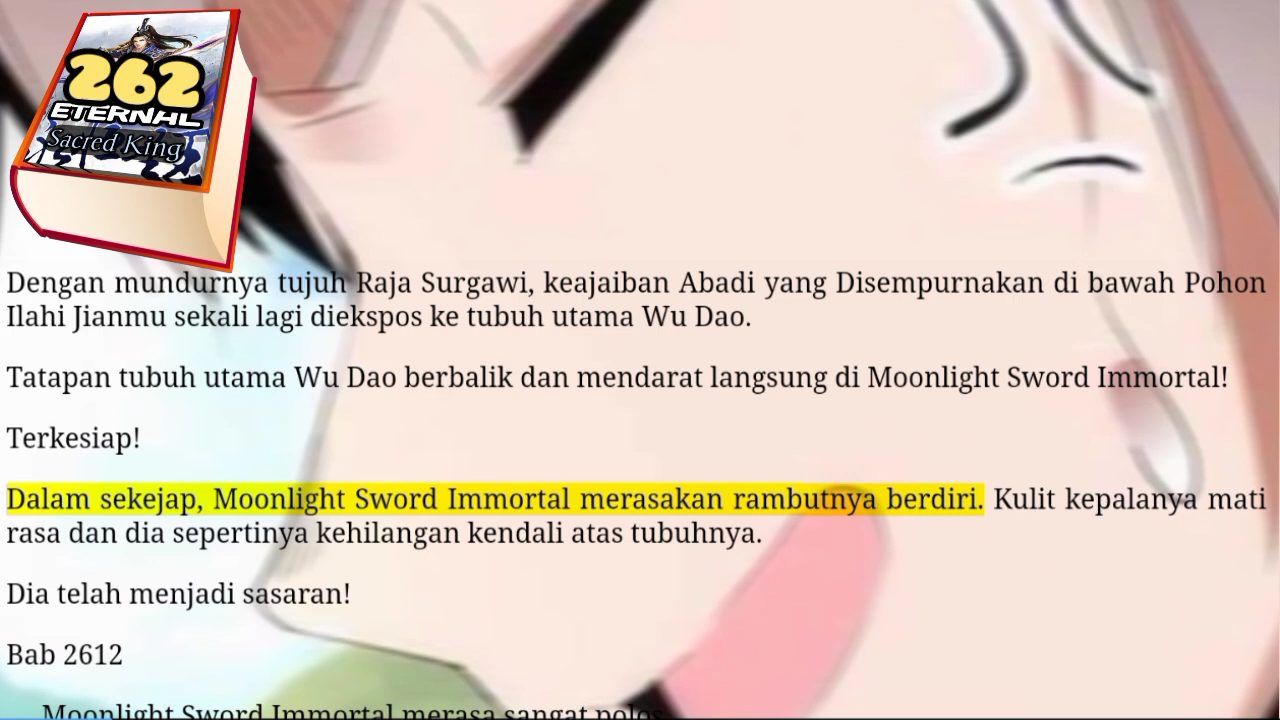 262
ETERNAL
Sacred King
Dengan mundurnya tujuh Raja Surgawi, keajaiban Abadi yang Disempurnakan di bawah Pohon
Ilahi Jianmu sekali lagi diekspos ke tubuh utama Wu Dao.
Tatapan tubuh utama Wu Dao berbalik dan mendarat langsung di Moonlight Sword Immortal!
Terkesiap!
Dalam sekejap, Moonlight Sword Immortal merasakan rambutnya berdiri. Kulit kepalanya mati
rasa dan dia sepertinya kehilangan kendali atas tubuhnya.
Dia telah menjadi sasaran!
Bab 2612
Moonlight Sword Immortal merasa sangat polos